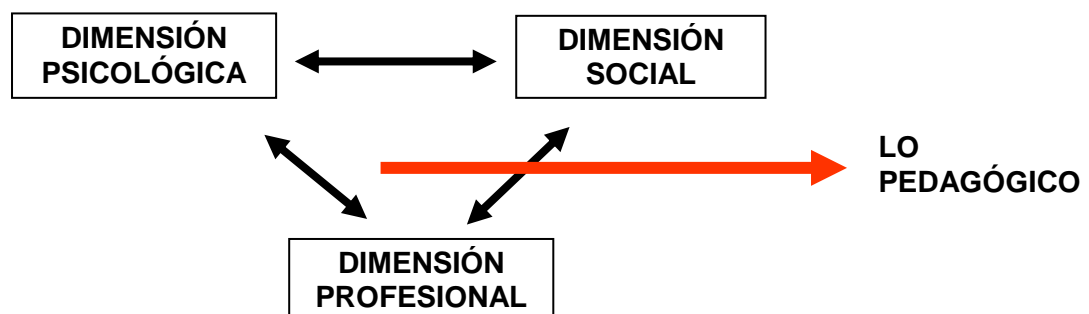 DIMENSIÓN
PSICOLÓGICA
DIMENSIÓN
SOCIAL
LO
PEDAGÓGICO
DIMENSIÓN
PROFESIONAL